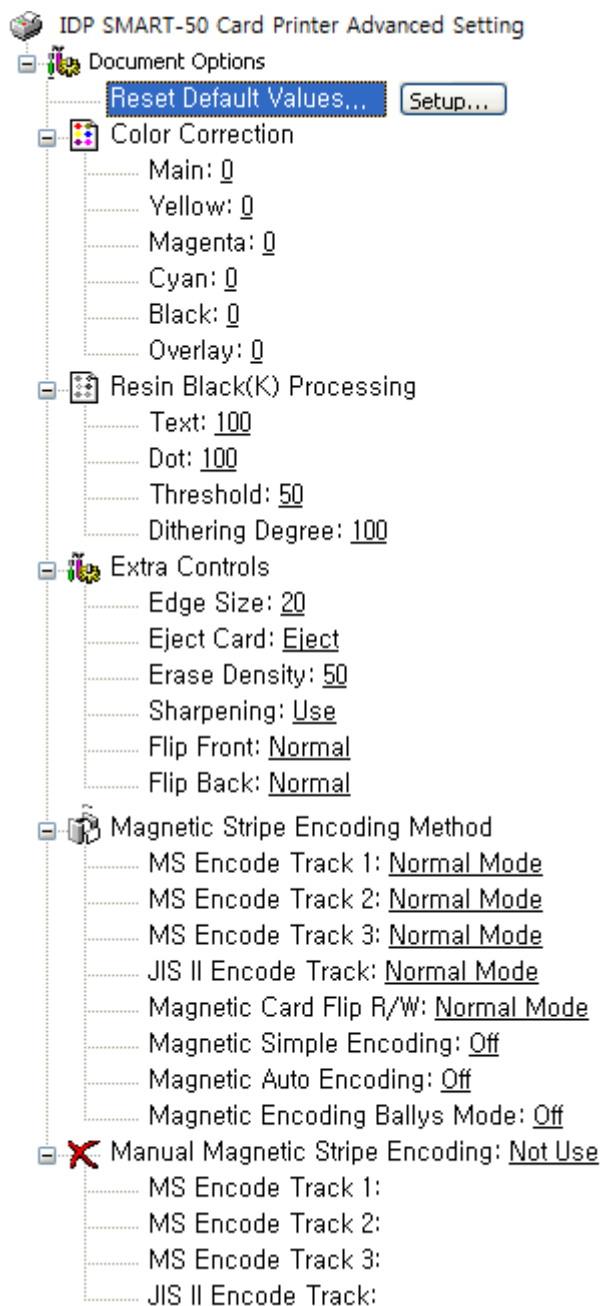 IDP SMART-50 Card Printer Advanced Setting
Document Options
Reset Default Values... Setup...
Color Correction
Main: 0
Yellow: 0
Magenta: 0
Cyan: 0
Black: 0
Overlay: 0
Resin Black(K) Processing
Text: 100
Dot: 100
Threshold: 50
Dithering Degree: 100
Extra Controls
Edge Size: 20
Eject Card: Eject
Erase Density: 50
Sharpening: Use
Flip Front: Normal
Flip Back: Normal
Magnetic Stripe Encoding Method
MS Encode Track 1: Normal Mode
MS Encode Track 2: Normal Mode
MS Encode Track 3: Normal Mode
JIS II Encode Track: Normal Mode
Magnetic Card Flip R/W: Normal Mode
Magnetic Simple Encoding: Off
Magnetic Auto Encoding: Off
Magnetic Encoding Ballys Mode: Off
Manual Magnetic Stripe Encoding: Not Use
MS Encode Track 1:
MS Encode Track 2:
MS Encode Track 3:
JIS II Encode Track: